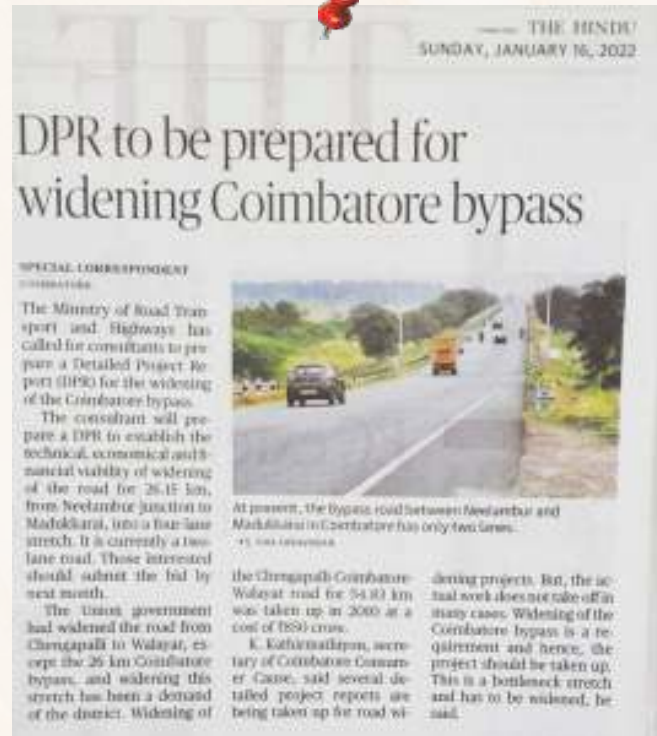 THE HINDU
SUNDAY, JANUARY 16, 2022
DPR to be prepared for
widening Coimbatore bypass
SPECIAL CORRESPONDENT
COIMBATORE
The Ministry of Road Tran-
sport and Highways has
called for consultants to pre-
pare a Detailed Project Re-
port (DPR) for the widening
of the Coimbatore bypass.
The consultant will pre-
pare a DPR to establish the
technical, economical and fi-
nancial viability of widening
of the road for 26.15 km,
from Neelambur junction to
Madukkarai, into a four-lane
stretch. It is currently a two-
lane road. Those interested
should submit the bid by
next month.
The Union government
had widened the road from
Chengapalli to Walayar, ex-
cept the 26 km Coimbatore
bypass, and widening this
stretch has been a demand
of the district. Widening of
At present, the bypass road between Neelambur and
Madukkarai in Coimbatore has only two lanes.
the Chengapalli-Coimbatore-
Walayar road for 54.83 km
was taken up in 2010 at a
cost of ₹850 crore.
K. Kathirmathiyon, secre-
tary of Coimbatore Consum-
er Cause, said several de-
tailed project reports are
being taken up for road wi-
dening projects. But, the ac-
tual work does not take off in
many cases. Widening of the
Coimbatore bypass is a re-
quirement and hence, the
project should be taken up.
This is a bottleneck stretch
and has to be widened, he
said.